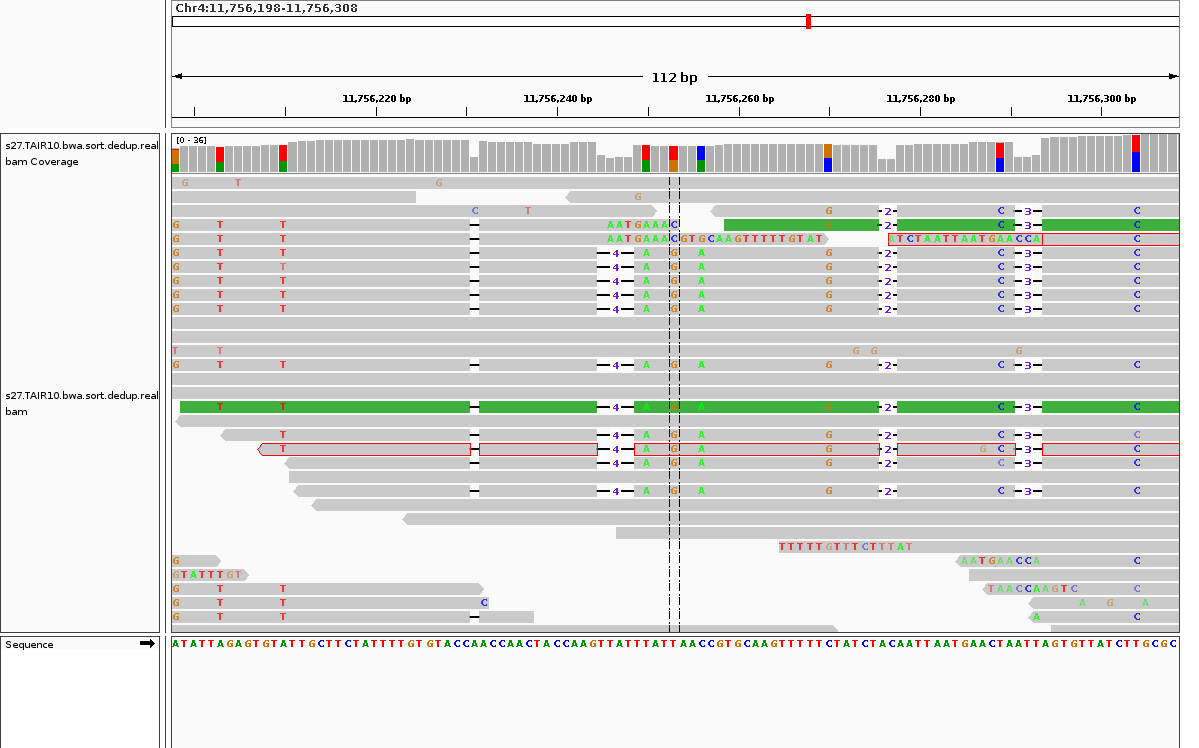 Chr4:11,756,198-11,756,308
112 bp
11,756,220 bp 11,756,240 bp 11,756,260 bp 11,756,280 bp 11,756,300 bp
s27.TAIR10.bwa.sort.dedup.real
bam Coverage
[0 - 36]
G T G
G
C T G 2 C 3 C
G T T AATGAAAC G 2 C 3 C
G T T AATGAAACGTGCAAGTTTTTGTAT ATCTAATTAATGAACCA C
G T T 4 A G A G 2 C 3 C
G T T 4 A G A G 2 C 3 C
G T T 4 A G A G 2 C 3 C
G T T 4 A G A G 2 C 3 C
G T T 4 A G A G 2 C 3 C
T T G G G
G T T 4 A G A G 2 C 3 C
s27.TAIR10.bwa.sort.dedup.real
bam
T T 4 A G A G 2 C 3 C
T 4 A G A G 2 C 3 C
T 4 A G A G 2 G C 3 C
4 A G A G 2 C 3 C
4 A G A G 2 C 3 C
TTTTTGTTTCTTTAT
G AATGAACCA C
GTATTTGT
G T T TAACCAAGTC C
G T T C A G A
G T T A C
Sequence
ATATTAGAGTGTATTGCTTCTATTTTGTGTACCAACCAACTACCAAGTTATTTATTAACCGTGCAAGTTTTTCTATCTACAATTAATGAACTAATTAGTGTTATCTTGCGC